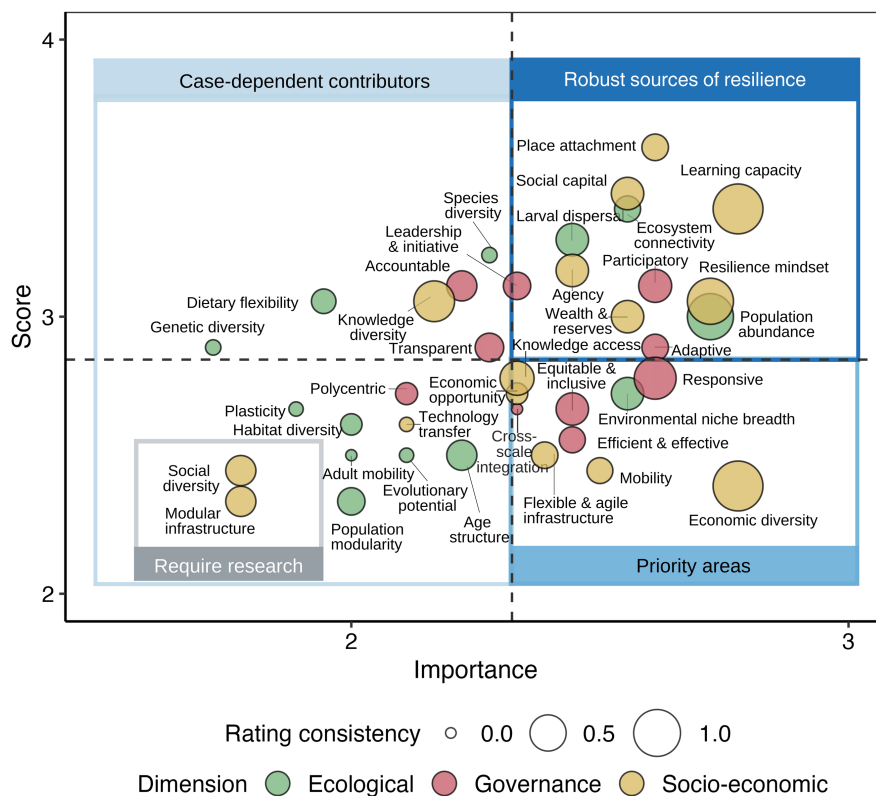 4
Case-dependent contributors
Robust sources of resilience
Place attachment
Learning capacity
Social capital
Species
diversity
Larval dispersal
Leadership
& initiative
Ecosystem
connectivity
Participatory
Accountable
Resilience mindset
Agency
Dietary flexibility
Knowledge
diversity
Wealth &
reserves
Population
abundance
Score
3
Genetic diversity
Transparent
Knowledge access
Adaptive
Equitable &
inclusive
Responsive
Polycentric
Economic
opportunity
Plasticity
Technology
transfer
Environmental niche breadth
Habitat diversity
Cross-
scale
integration
Efficient & effective
Social
diversity
Adult mobility
Mobility
Evolutionary
potential
Flexible & agile
infrastructure
Modular
infrastructure
Population
modularity
Age
structure
Economic diversity
Require research
Priority areas
2
2
3
Importance
Rating consistency
0.0
0.5
1.0
Dimension
Ecological
Governance
Socio-economic